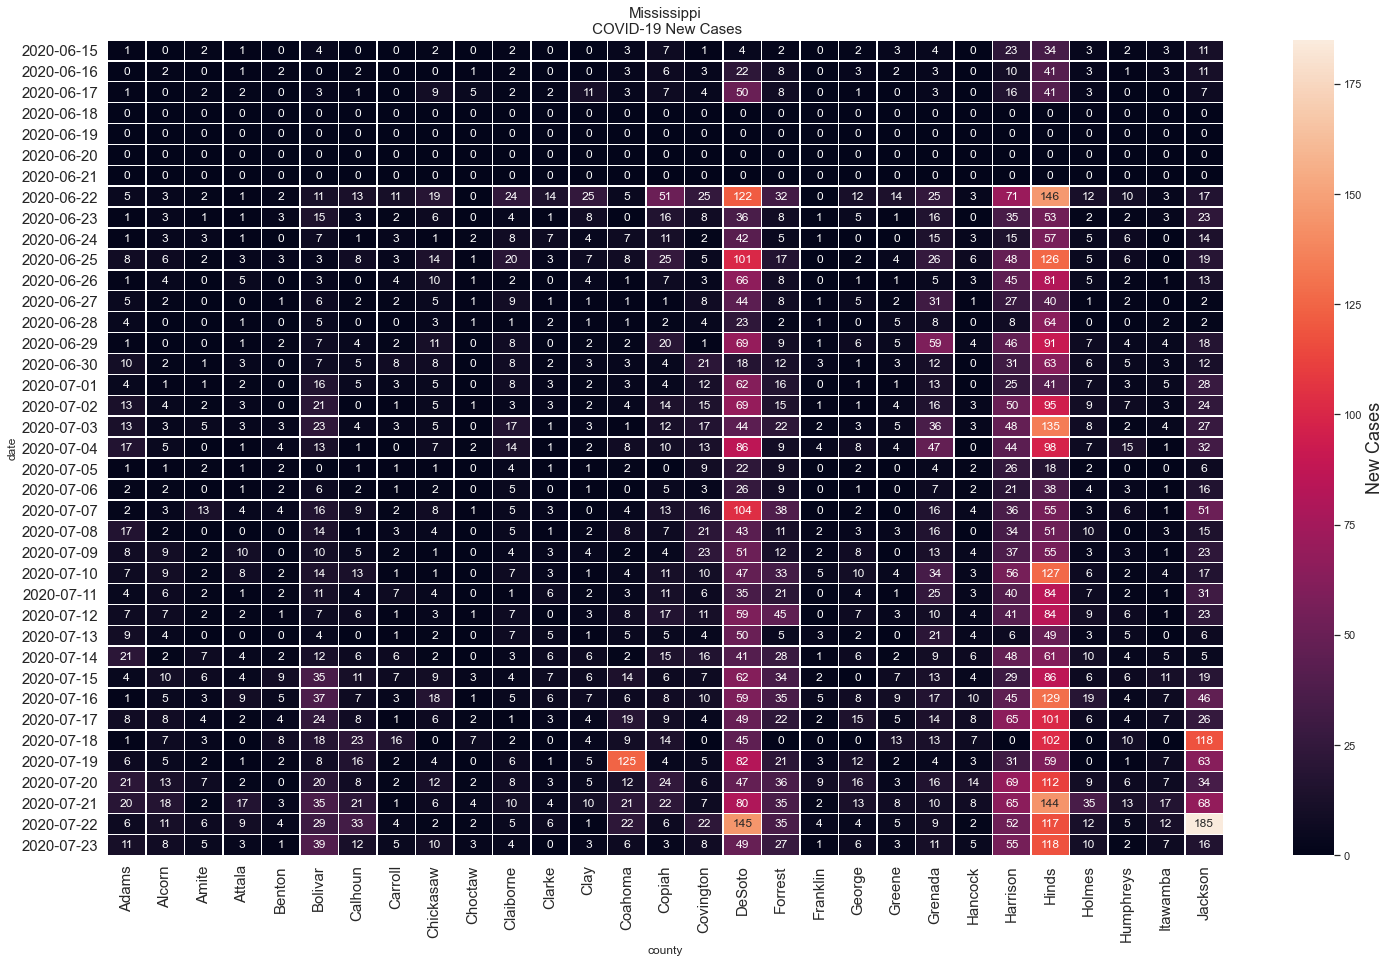 Mississippi
COVID-19 New Cases
2020-06-15 1 0 2 1 0 4 0 0 2 0 2 0 0 3 7 1 4 2 0 2 3 4 0 23 34 3 2 3 11
2020-06-16 0 2 0 1 2 0 2 0 0 1 2 0 0 3 6 3 22 8 0 3 2 3 0 10 41 3 1 3 11
2020-06-17 1 0 2 2 0 3 1 0 9 5 2 2 11 3 7 4 50 8 0 1 0 3 0 16 41 3 0 0 7
2020-06-18 0 0 0 0 0 0 0 0 0 0 0 0 0 0 0 0 0 0 0 0 0 0 0 0 0 0 0 0 0
2020-06-19 0 0 0 0 0 0 0 0 0 0 0 0 0 0 0 0 0 0 0 0 0 0 0 0 0 0 0 0 0
2020-06-20 0 0 0 0 0 0 0 0 0 0 0 0 0 0 0 0 0 0 0 0 0 0 0 0 0 0 0 0 0
2020-06-21 0 0 0 0 0 0 0 0 0 0 0 0 0 0 0 0 0 0 0 0 0 0 0 0 0 0 0 0 0
2020-06-22 5 3 2 1 2 11 13 11 19 0 24 14 25 5 51 25 122 32 0 12 14 25 3 71 146 12 10 3 17
2020-06-23 1 3 1 1 3 15 3 2 6 0 4 1 8 0 16 8 36 8 1 5 1 16 0 35 53 2 2 3 23
2020-06-24 1 3 3 1 0 7 1 3 1 2 8 7 4 7 11 2 42 5 1 0 0 15 3 15 57 5 6 0 14
2020-06-25 8 6 2 3 3 3 8 3 14 1 20 3 7 8 25 5 101 17 0 2 4 26 6 48 126 5 6 0 19
2020-06-26 1 4 0 5 0 3 0 4 10 1 2 0 4 1 7 3 66 8 0 1 1 5 3 45 81 5 2 1 13
2020-06-27 5 2 0 0 1 6 2 2 5 1 9 1 1 1 1 8 44 8 1 5 2 31 1 27 40 1 2 0 2
2020-06-28 4 0 0 1 0 5 0 0 3 1 1 2 1 1 2 4 23 2 1 0 5 8 0 8 64 0 0 2 2
2020-06-29 1 0 0 1 2 7 4 2 11 0 8 0 2 2 20 1 69 9 1 6 5 59 4 46 91 7 4 4 18
2020-06-30 10 2 1 3 0 7 5 8 8 0 8 2 3 3 4 21 18 12 3 1 3 12 0 31 63 6 5 3 12
2020-07-01 4 1 1 2 0 16 5 3 5 0 8 3 2 3 4 12 62 16 0 1 1 13 0 25 41 7 3 5 28
2020-07-02 13 4 2 3 0 21 0 1 5 1 3 3 2 4 14 15 69 15 1 1 4 16 3 50 95 9 7 3 24
2020-07-03 13 3 5 3 3 23 4 3 5 0 17 1 3 1 12 17 44 22 2 3 5 36 3 48 135 8 2 4 27
2020-07-04 17 5 0 1 4 13 1 0 7 2 14 1 2 8 10 13 86 9 4 8 4 47 0 44 98 7 15 1 32
2020-07-05 1 1 2 1 2 0 1 1 1 0 4 1 1 2 0 9 22 9 0 2 0 4 2 26 18 2 0 0 6
2020-07-06 2 2 0 1 2 6 2 1 2 0 5 0 1 0 5 3 26 9 0 1 0 7 2 21 38 4 3 1 16
2020-07-07 2 3 13 4 4 16 9 2 8 1 5 3 0 4 13 16 104 38 0 2 0 16 4 36 55 3 6 1 51
2020-07-08 17 2 0 0 0 14 1 3 4 0 5 1 2 8 7 21 43 11 2 3 3 16 0 34 51 10 0 3 15
2020-07-09 8 9 2 10 0 10 5 2 1 0 4 3 4 2 4 23 51 12 2 8 0 13 4 37 55 3 3 1 23
2020-07-10 7 9 2 8 2 14 13 1 1 0 7 3 1 4 11 10 47 33 5 10 4 34 3 56 127 6 2 4 17
2020-07-11 4 6 2 1 2 11 4 7 4 0 1 6 2 3 11 6 35 21 0 4 1 25 3 40 84 7 2 1 31
2020-07-12 7 7 2 2 1 7 6 1 3 1 7 0 3 8 17 11 59 45 0 7 3 10 4 41 84 9 6 1 23
2020-07-13 9 4 0 0 0 4 0 1 2 0 7 5 1 5 5 4 50 5 3 2 0 21 4 6 49 3 5 0 6
2020-07-14 21 2 7 4 2 12 6 6 2 0 3 6 6 2 15 16 41 28 1 6 2 9 6 48 61 10 4 5 5
2020-07-15 4 10 6 4 9 35 11 7 9 3 4 7 6 14 6 7 62 34 2 0 7 13 4 29 86 6 6 11 19
2020-07-16 1 5 3 9 5 37 7 3 18 1 5 6 7 6 8 10 59 35 5 8 9 17 10 45 129 19 4 7 46
2020-07-17 8 8 4 2 4 24 8 1 6 2 1 3 4 19 9 4 49 22 2 15 5 14 8 65 101 6 4 7 26
2020-07-18 1 7 3 0 8 18 23 16 0 7 2 0 4 9 14 0 45 0 0 0 13 13 7 0 102 0 10 0 118
2020-07-19 6 5 2 1 2 8 16 2 4 0 6 1 5 125 4 5 82 21 3 12 2 4 3 31 59 0 1 7 63
2020-07-20 21 13 7 2 0 20 8 2 12 2 8 3 5 12 24 6 47 36 9 16 3 16 14 69 112 9 6 7 34
2020-07-21 20 18 2 17 3 35 21 1 6 4 10 4 10 21 22 7 80 35 2 13 8 10 8 65 144 35 13 17 68
2020-07-22 6 11 6 9 4 29 33 4 2 2 5 6 1 22 6 22 145 35 4 4 5 9 4 52 117 12 5 12 185
2020-07-23 11 8 5 3 1 39 12 5 10 3 4 0 3 6 3 8 49 27 1 6 3 11 5 55 118 10 2 7 16
date
Adams Alcorn Amite Attala Benton Bolivar Calhoun Carroll Chickasaw Choctaw Claiborne Clarke Clay Coahoma Copiah Covington DeSoto Forrest Franklin George Greene Grenada Hancock Harrison Hinds Holmes Humphreys Itawamba Jackson
county
175
150
125
100
75
50
25
0
New Cases